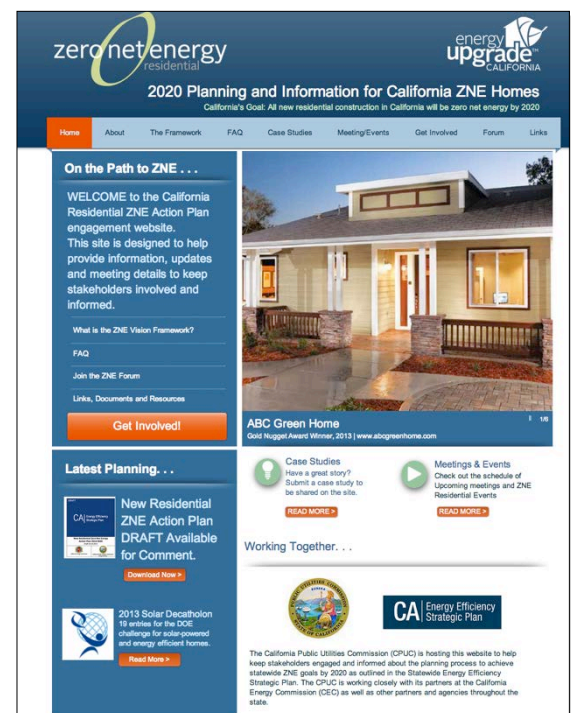 zero net energy
residential
energy
upgrade™
CALIFORNIA
2020 Planning and Information for California ZNE Homes
California's Goal: All new residential construction in California will be zero net energy by 2020
Home About The Framework FAQ Case Studies Meeting/Events Get Involved Forum Links
On the Path to ZNE . . .
WELCOME to the California
Residential ZNE Action Plan
engagement website.
This site is designed to help
provide information, updates
and meeting details to keep
stakeholders involved and
informed.
What is the ZNE Vision Framework?
FAQ
Join the ZNE Forum
Links, Documents and Resources
Get Involved!
ABC Green Home
Gold Nugget Award Winner, 2013 | www.abcgreenhome.com
1/6
Latest Planning. . .
CA Energy Efficiency
Strategic Plan
New Residential
ZNE Action Plan
DRAFT Available
for Comment.
Download Now >
2013 Solar Decatholon
19 entries for the DOE
challenge for solar-powered
and energy efficient homes.
Read More >
Case Studies
Have a great story?
Submit a case study to
be shared on the site.
READ MORE >
Meetings & Events
Check out the schedule of
Upcoming meetings and ZNE
Residential Events
READ MORE >
Working Together. . .
PUBLIC UTILITIES COMMISSION
STATE OF CALIFORNIA
CA Energy Efficiency
Strategic Plan
The California Public Utilities Commission (CPUC) is hosting this website to help
keep stakeholders engaged and informed about the planning process to achieve
statewide ZNE goals by 2020 as outlined in the Statewide Energy Efficiency
Strategic Plan. The CPUC is working closely with its partners at the California
Energy Commission (CEC) as well as other partners and agencies throughout the
state.